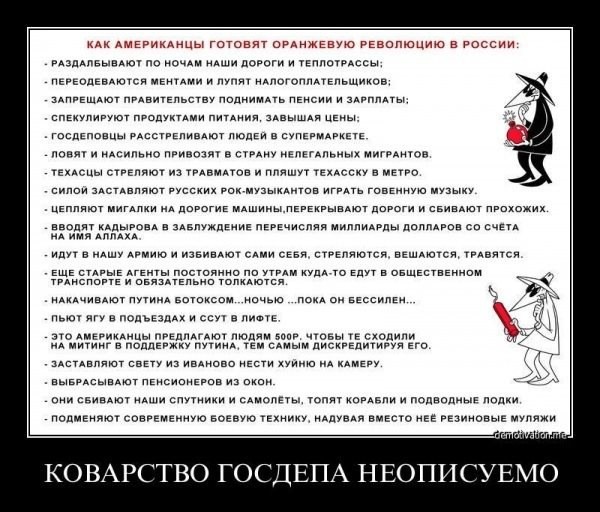 КАК АМЕРИКАНЦЫ ГОТОВЯТ ОРАНЖЕВУЮ РЕВОЛЮЦИЮ В РОССИИ:
- РАЗДАЛБЫВАЮТ ПО НОЧАМ НАШИ ДОРОГИ И ТЕПЛОТРАССЫ;
- ПЕРЕОДЕВАЮТСЯ МЕНТАМИ И ЛУПЯТ НАЛОГОПЛАТЕЛЬЩИКОВ;
- ЗАПРЕЩАЮТ ПРАВИТЕЛЬСТВУ ПОДНИМАТЬ ПЕНСИИ И ЗАРПЛАТЫ;
- СПЕКУЛИРУЮТ ПРОДУКТАМИ ПИТАНИЯ, ЗАВЫШАЯ ЦЕНЫ;
- ГОСДЕПОВЦЫ РАССТРЕЛИВАЮТ ЛЮДЕЙ В СУПЕРМАРКЕТЕ.
- ЛОВЯТ И НАСИЛЬНО ПРИВОЗЯТ В СТРАНУ НЕЛЕГАЛЬНЫХ МИГРАНТОВ.
- ТЕХАСЦЫ СТРЕЛЯЮТ ИЗ ТРАВМАТОВ И ПЛЯШУТ ТЕХАССКУ В МЕТРО.
- СИЛОЙ ЗАСТАВЛЯЮТ РУССКИХ РОК-МУЗЫКАНТОВ ИГРАТЬ ГОВЕННУЮ МУЗЫКУ.
- ЦЕПЛЯЮТ МИГАЛКИ НА ДОРОГИЕ МАШИНЫ,ПЕРЕКРЫВАЮТ ДОРОГИ И СБИВАЮТ ПРОХОЖИХ.
- ВВОДЯТ КАДЫРОВА В ЗАБЛУЖДЕНИЕ ПЕРЕЧИСЛЯЯ МИЛЛИАРДЫ ДОЛЛАРОВ СО СЧЁТА
НА ИМЯ АЛЛАХА.
- ИДУТ В НАШУ АРМИЮ И ИЗБИВАЮТ САМИ СЕБЯ, СТРЕЛЯЮТСЯ, ВЕШАЮТСЯ, ТРАВЯТСЯ.
- ЕЩЕ СТАРЫЕ АГЕНТЫ ПОСТОЯННО ПО УТРАМ КУДА-ТО ЕДУТ В ОБЩЕСТВЕННОМ
ТРАНСПОРТЕ И ОБЯЗАТЕЛЬНО ТОЛКАЮТСЯ.
- НАКАЧИВАЮТ ПУТИНА БОТОКСОМ...НОЧЬЮ ...ПОКА ОН БЕССИЛЕН...
- ПЬЮТ ЯГУ В ПОДЪЕЗДАХ И ССУТ В ЛИФТЕ.
- ЭТО АМЕРИКАНЦЫ ПРЕДЛАГАЮТ ЛЮДЯМ 500Р. ЧТОБЫ ТЕ СХОДИЛИ
НА МИТИНГ В ПОДДЕРЖКУ ПУТИНА, ТЕМ САМЫМ ДИСКРЕДИТИРУЯ ЕГО.
- ЗАСТАВЛЯЮТ СВЕТУ ИЗ ИВАНОВО НЕСТИ ХУЙНЮ НА КАМЕРУ.
- ВЫБРАСЫВАЮТ ПЕНСИОНЕРОВ ИЗ ОКОН.
- ОНИ СБИВАЮТ НАШИ СПУТНИКИ И САМОЛЁТЫ, ТОПЯТ КОРАБЛИ И ПОДВОДНЫЕ ЛОДКИ.
- ПОДМЕНЯЮТ СОВРЕМЕННУЮ БОЕВУЮ ТЕХНИКУ, НАДУВАЯ ВМЕСТО НЕЁ РЕЗИНОВЫЕ МУЛЯЖИ
demotivation.me
КОВАРСТВО ГОСДЕПА НЕОПИСУЕМО